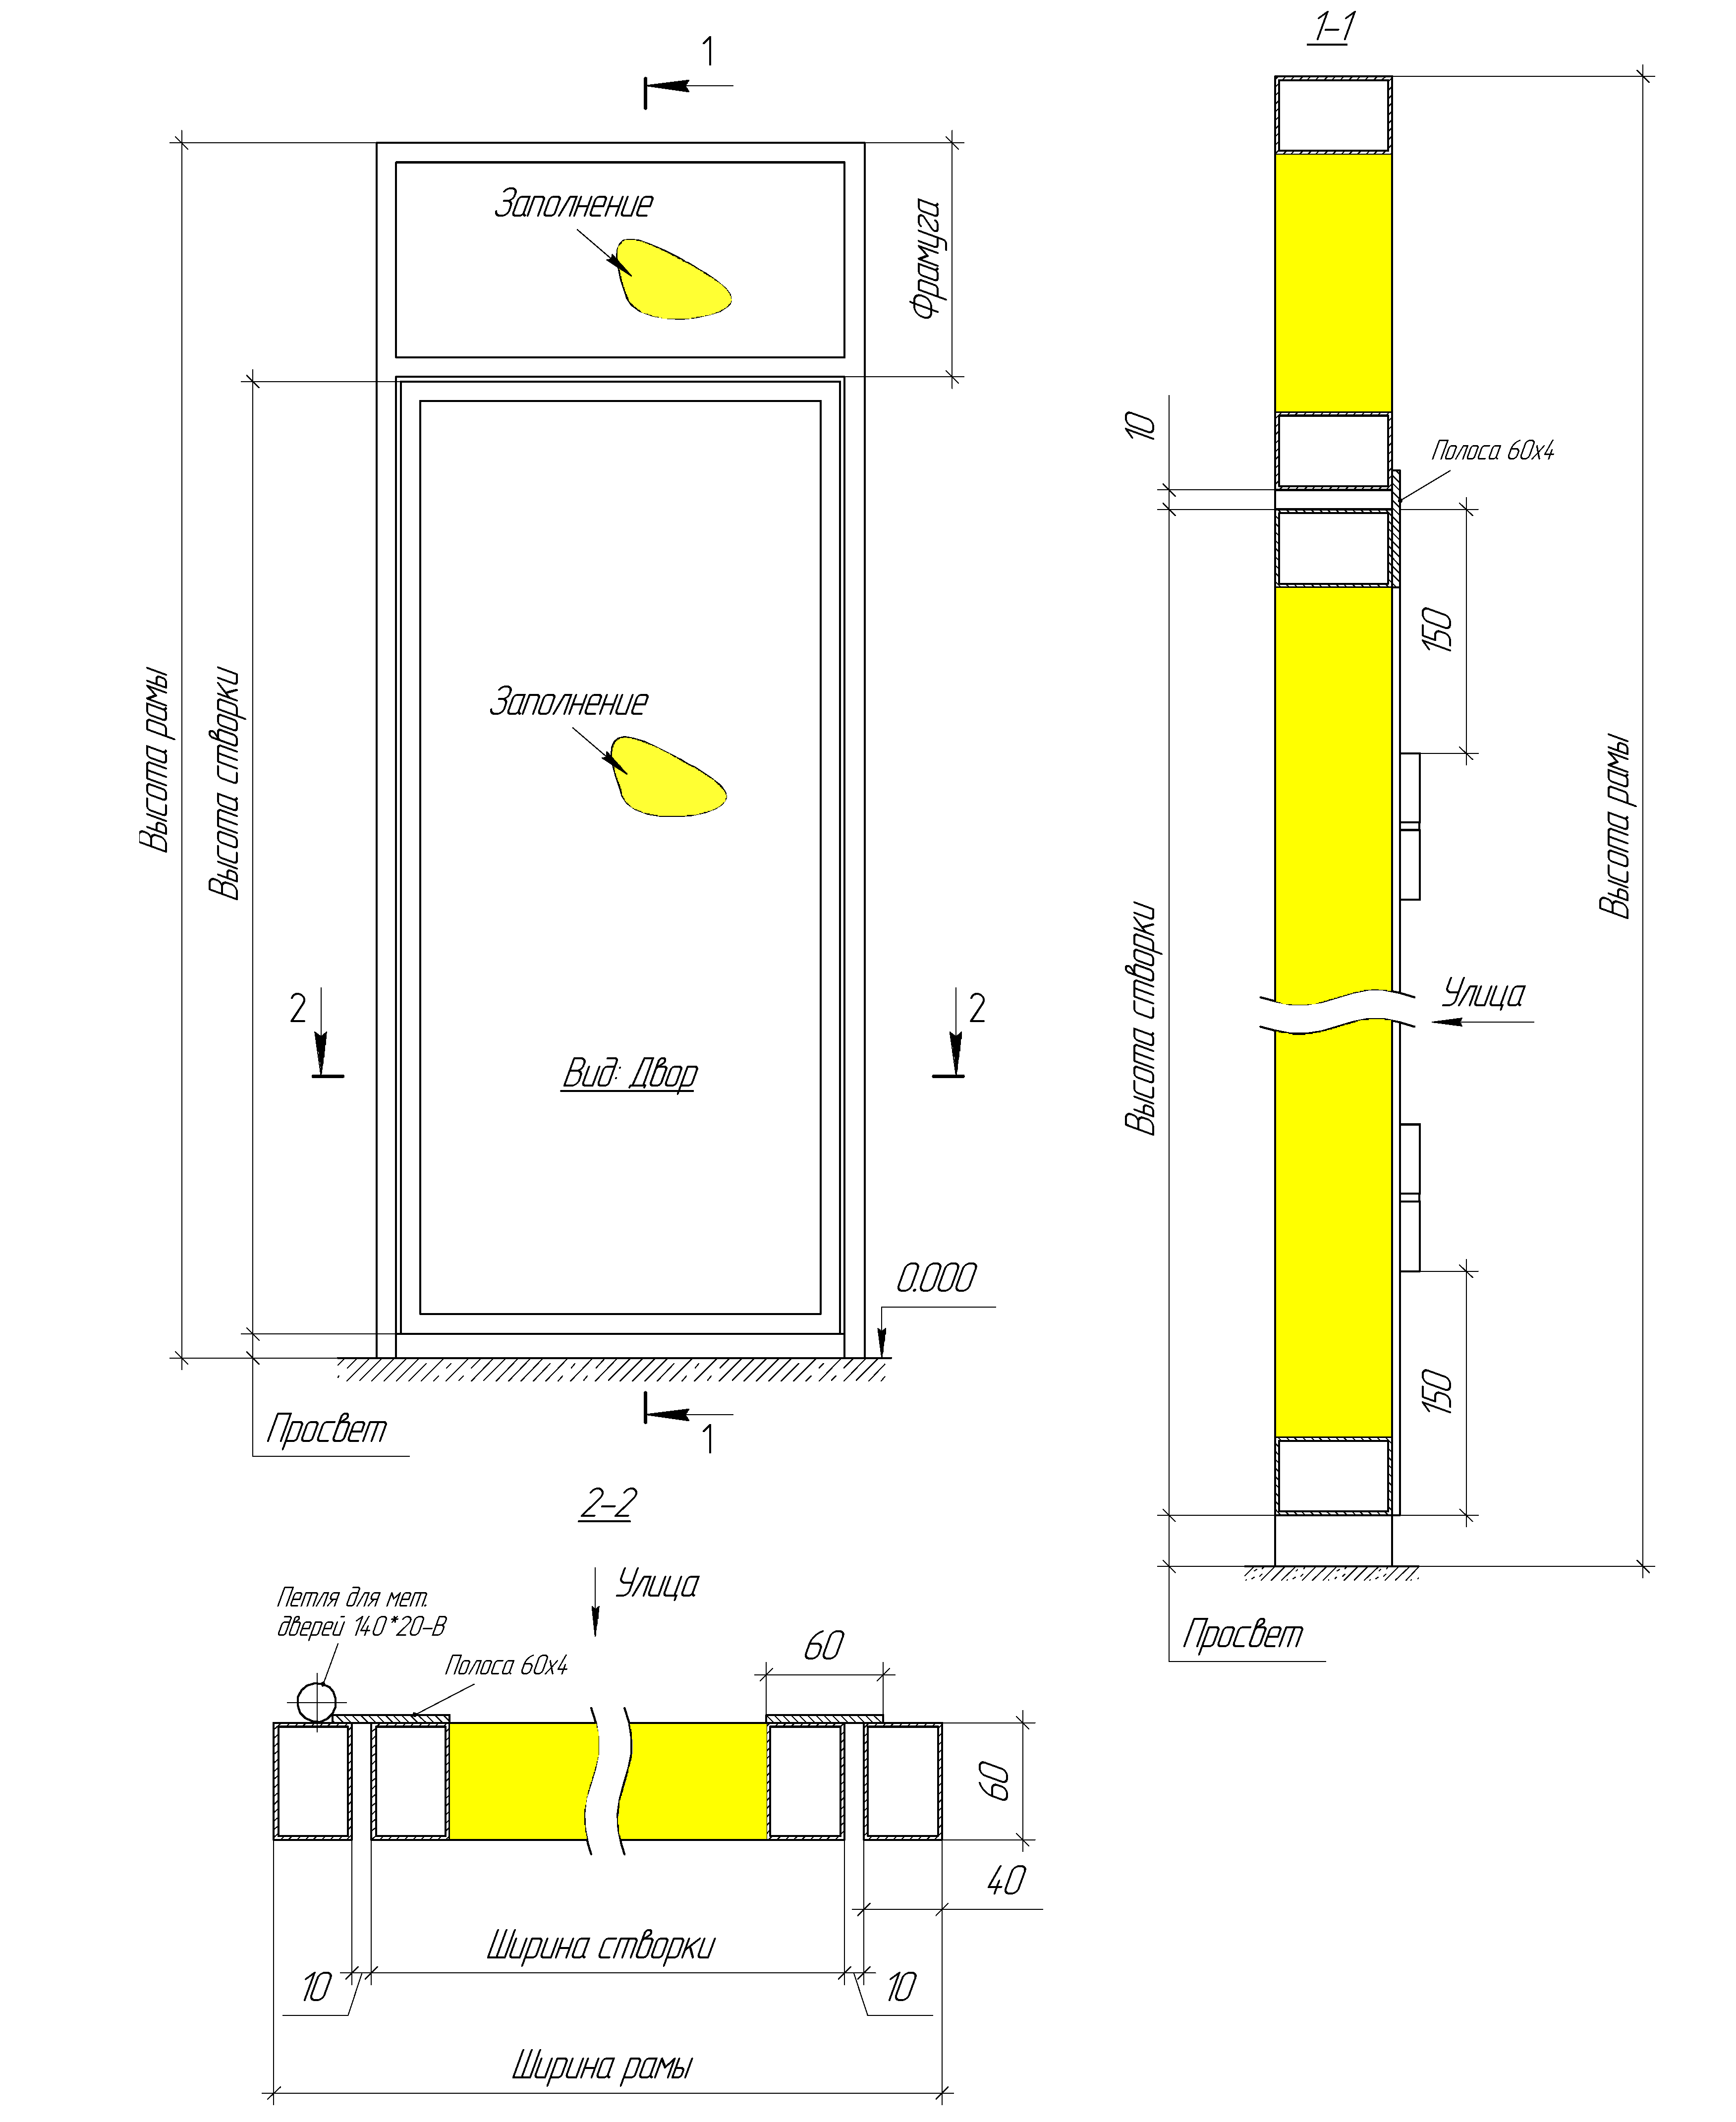 1
Заполнение
Фрамуга
Высота рамы
Высота створки
Заполнение
2
2
Вид: Двор
0.000
Просвет
1
1-1
10
Полоса 60х4
150
Высота рамы
Высота створки
Улица
150
Просвет
2-2
Улица
Петля для мет.
дверей 140*20-В
Полоса 60х4
60
60
40
Ширина створки
10
10
Ширина рамы